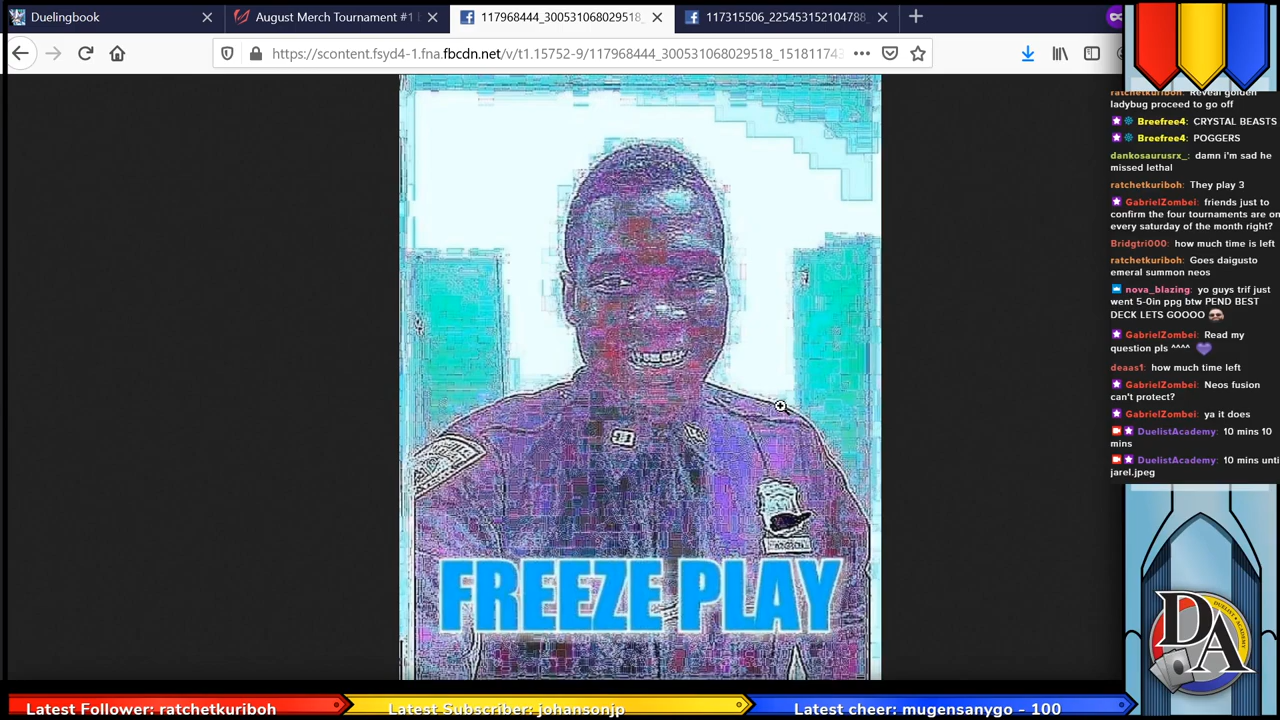 Duelingbook
August Merch Tournament #1 |
117968444_300531068029518_
117315506_225453152104788_
https://scontent.fsyd4-1.fna.fbcdn.net/v/t1.15752-9/117968444_300531068029518_151811743
ratchetkuriboh: Reveal golden
ladybug proceed to go off
Breefree4: CRYSTAL BEASTS
Breefree4: POGGERS
dankosaurusrx_: damn i'm sad he
missed lethal
ratchetkuriboh: They play 3
GabrielZombei: friends just to
confirm the four tournaments are on
every saturday of the month right?
Bridgtri000: how much time is left
ratchetkuriboh: Goes daigusto
emeral summon neos
nova_blazing: yo guys trif just
went 5-0in ppg btw PEND BEST
DECK LETS GOOOO
GabrielZombei: Read my
question pls ^^^^
deaas1: how much time left
GabrielZombei: Neos fusion
can't protect?
GabrielZombei: ya it does
DuelistAcademy: 10 mins 10
mins
DuelistAcademy: 10 mins until
jarel.jpeg
FREEZE PLAY
DA
DUELIST ACADEMY
Latest Follower: ratchetkuriboh
Latest Subscriber: johansonjp
Latest cheer: mugensanygo - 100